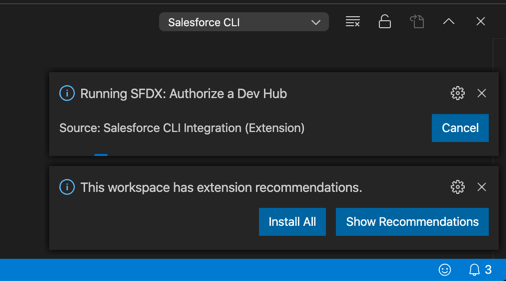 Salesforce CLI
Running SFDX: Authorize a Dev Hub
Source: Salesforce CLI Integration (Extension)
Cancel
This workspace has extension recommendations.
Install All
Show Recommendations
3